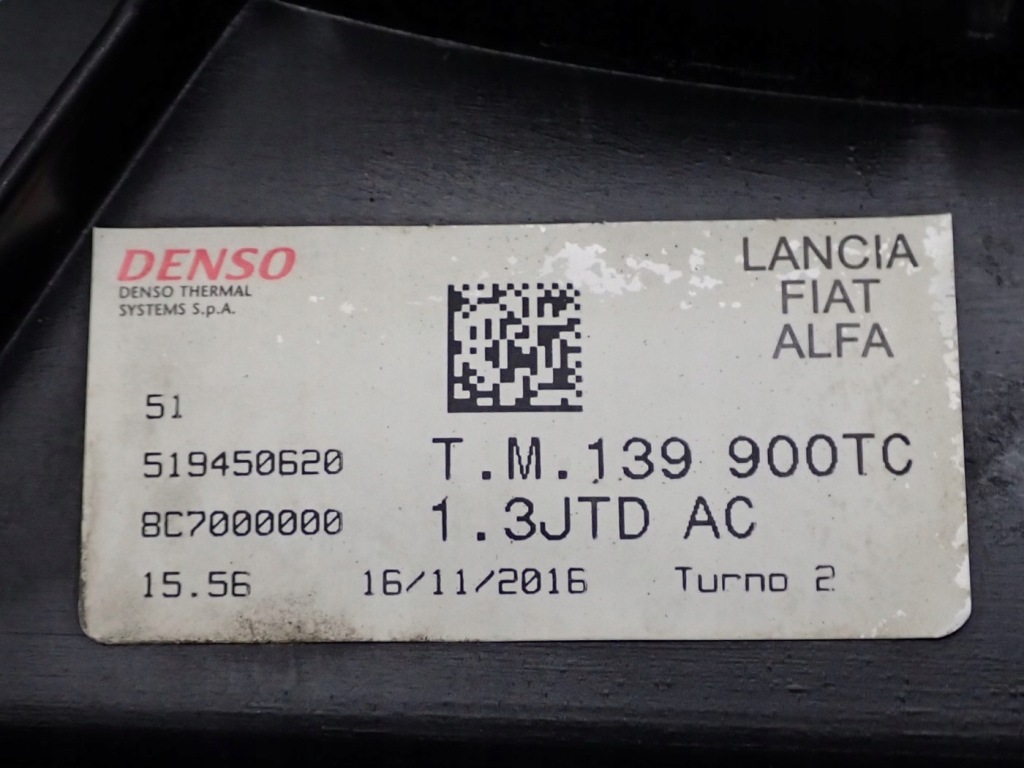 DENSO
DENSO THERMAL
SYSTEMS S.p.A.
LANCIA
FIAT
ALFA
51
519450620
T.M.139 900TC
8C7000000
1.3JTD AC
15.56 16/11/2016 Turno 2